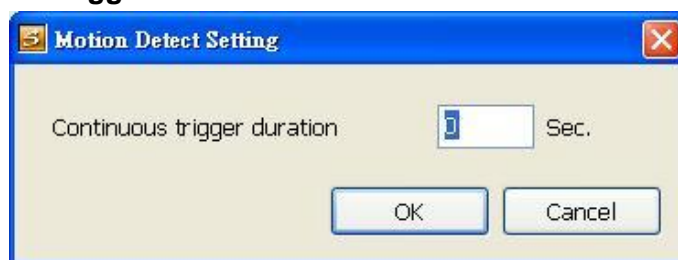 Motion Detect Setting
Continuous trigger duration 0 Sec.
OK Cancel